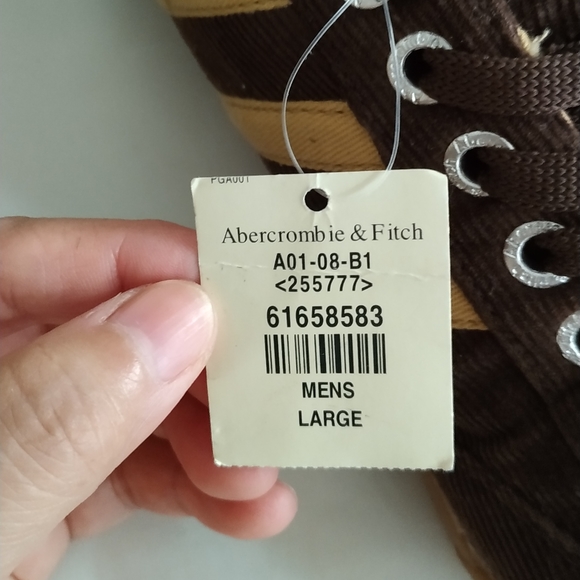 PGA001
Abercrombie & Fitch
A01-08-B1
<255777>
61658583
MENS
LARGE